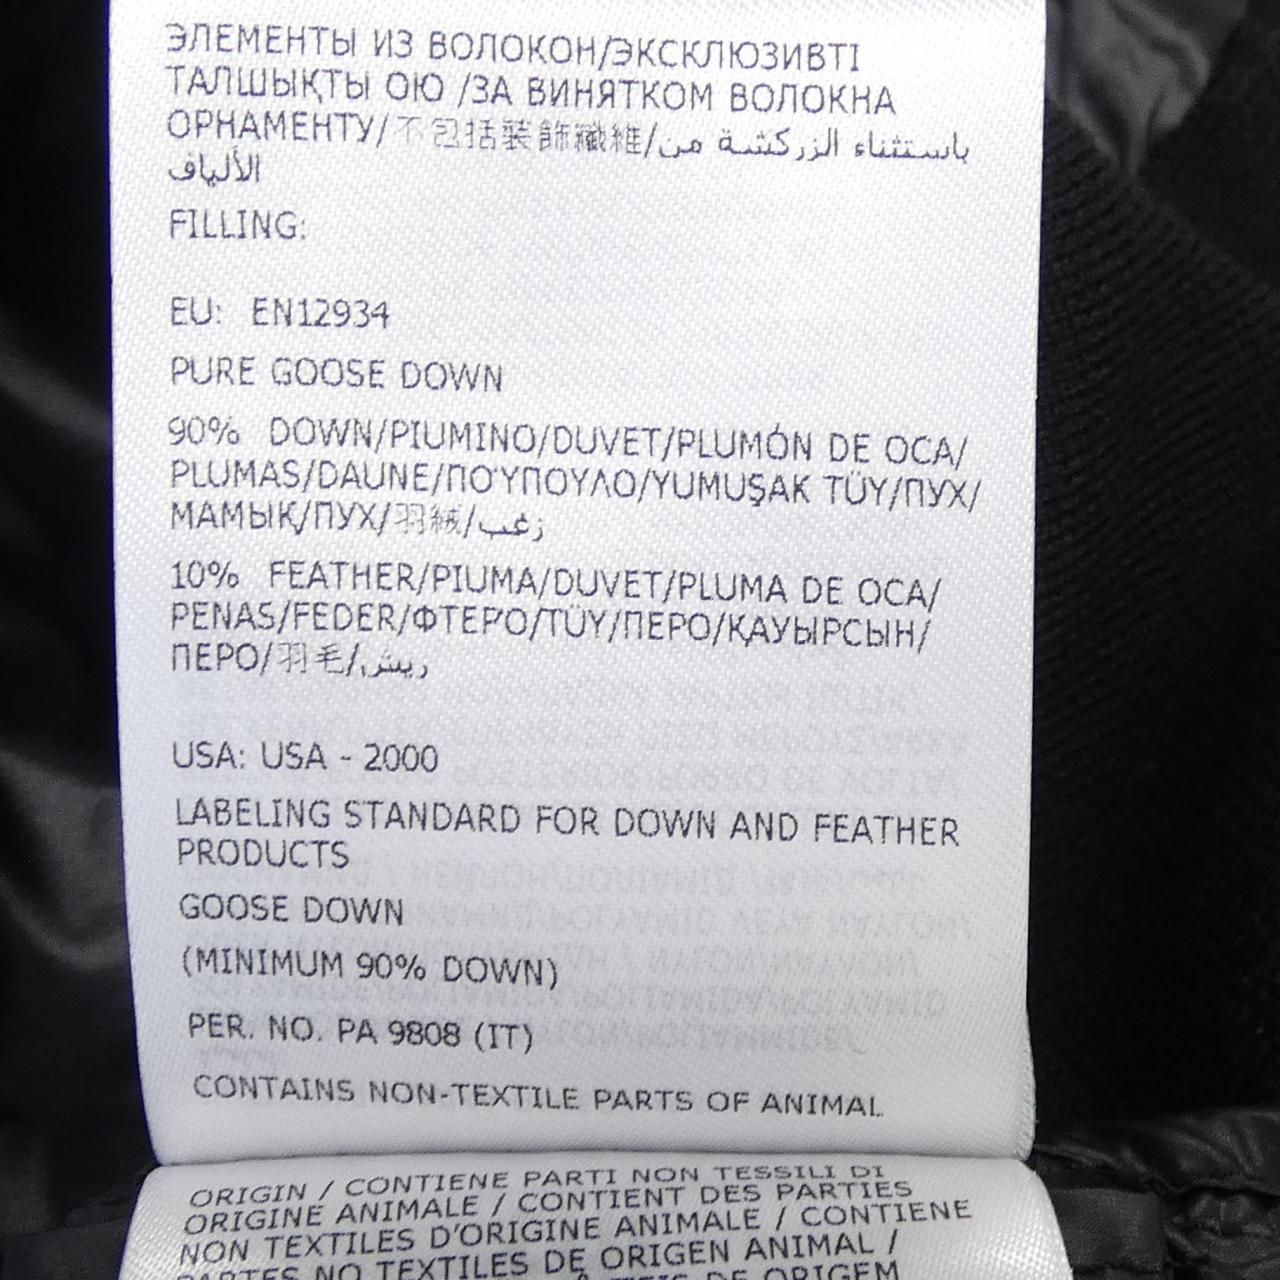 ЭЛЕМЕНТЫ ИЗ ВОЛОКОН/ЭКСКЛЮЗИВТІ
ТАЛШЫҚТЫ ОЮ /ЗА ВИНЯТКОМ ВОЛОКНА
ОРНАМЕНТУ/不包括裝飾纖維/باستثناء الزركشة من
الألياف
FILLING:
EU: EN12934
PURE GOOSE DOWN
90% DOWN/PIUMINO/DUVET/PLUMÓN DE OCA/
PLUMAS/DAUNE/ΠΟΎΠΟΥΛΟ/YUMUŞAK TÜY/ПУХ/
МАМЫҚ/ПУХ/羽絨/زغب
10% FEATHER/PIUMA/DUVET/PLUMA DE OCA/
PENAS/FEDER/ΦΤΕΡΌ/TÜY/ПЕРО/ҚАУЫРСЫН/
ПЕРО/羽毛/ريش
USA: USA - 2000
LABELING STANDARD FOR DOWN AND FEATHER
PRODUCTS
GOOSE DOWN
(MINIMUM 90% DOWN)
PER. NO. PA 9808 (IT)
CONTAINS NON-TEXTILE PARTS OF ANIMAL
ORIGIN / CONTIENE PARTI NON TESSILI DI
ORIGINE ANIMALE / CONTIENT DES PARTIES
NON TEXTILES D'ORIGINE ANIMALE / CONTIENE
PARTES NO TEXTILES DE ORIGEN ANIMAL /
DE ORIGEM